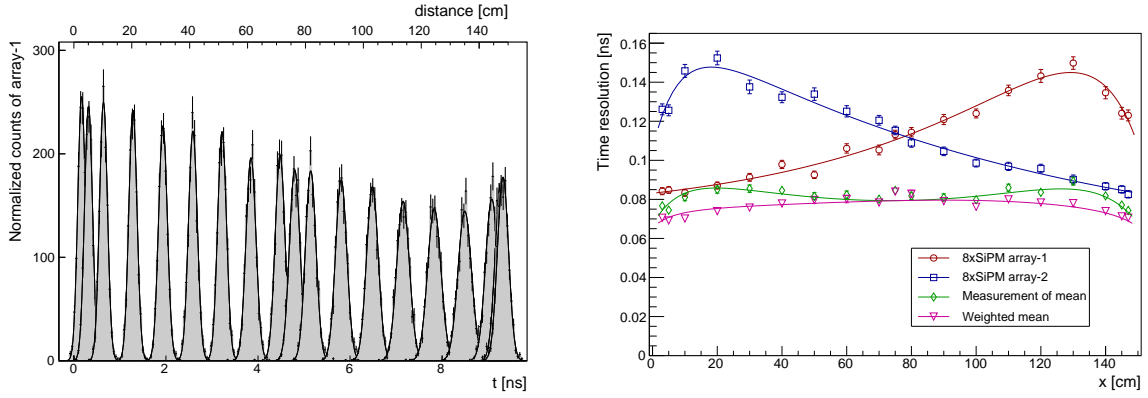 distance [cm]
0 20 40 60 80 100 120 140
Normalized counts of array-1
300
200
100
0
0 2 4 6 8
t [ns]
Time resolution [ns]
0.16
0.14
0.12
0.1
0.08
0.06
0.04
0.02
0
8xSiPM array-1
8xSiPM array-2
Measurement of mean
Weighted mean
0 20 40 60 80 100 120 140
x [cm]